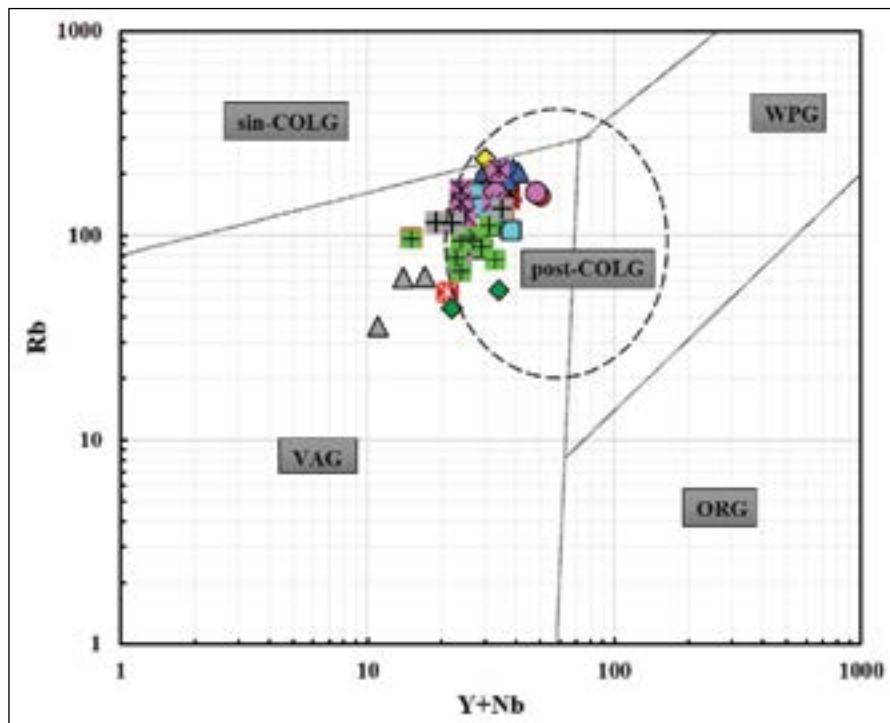 1000
sin-COLG
WPG
100
post-COLG
Rb
10
VAG
ORG
1
1 10 100 1000
Y+Nb